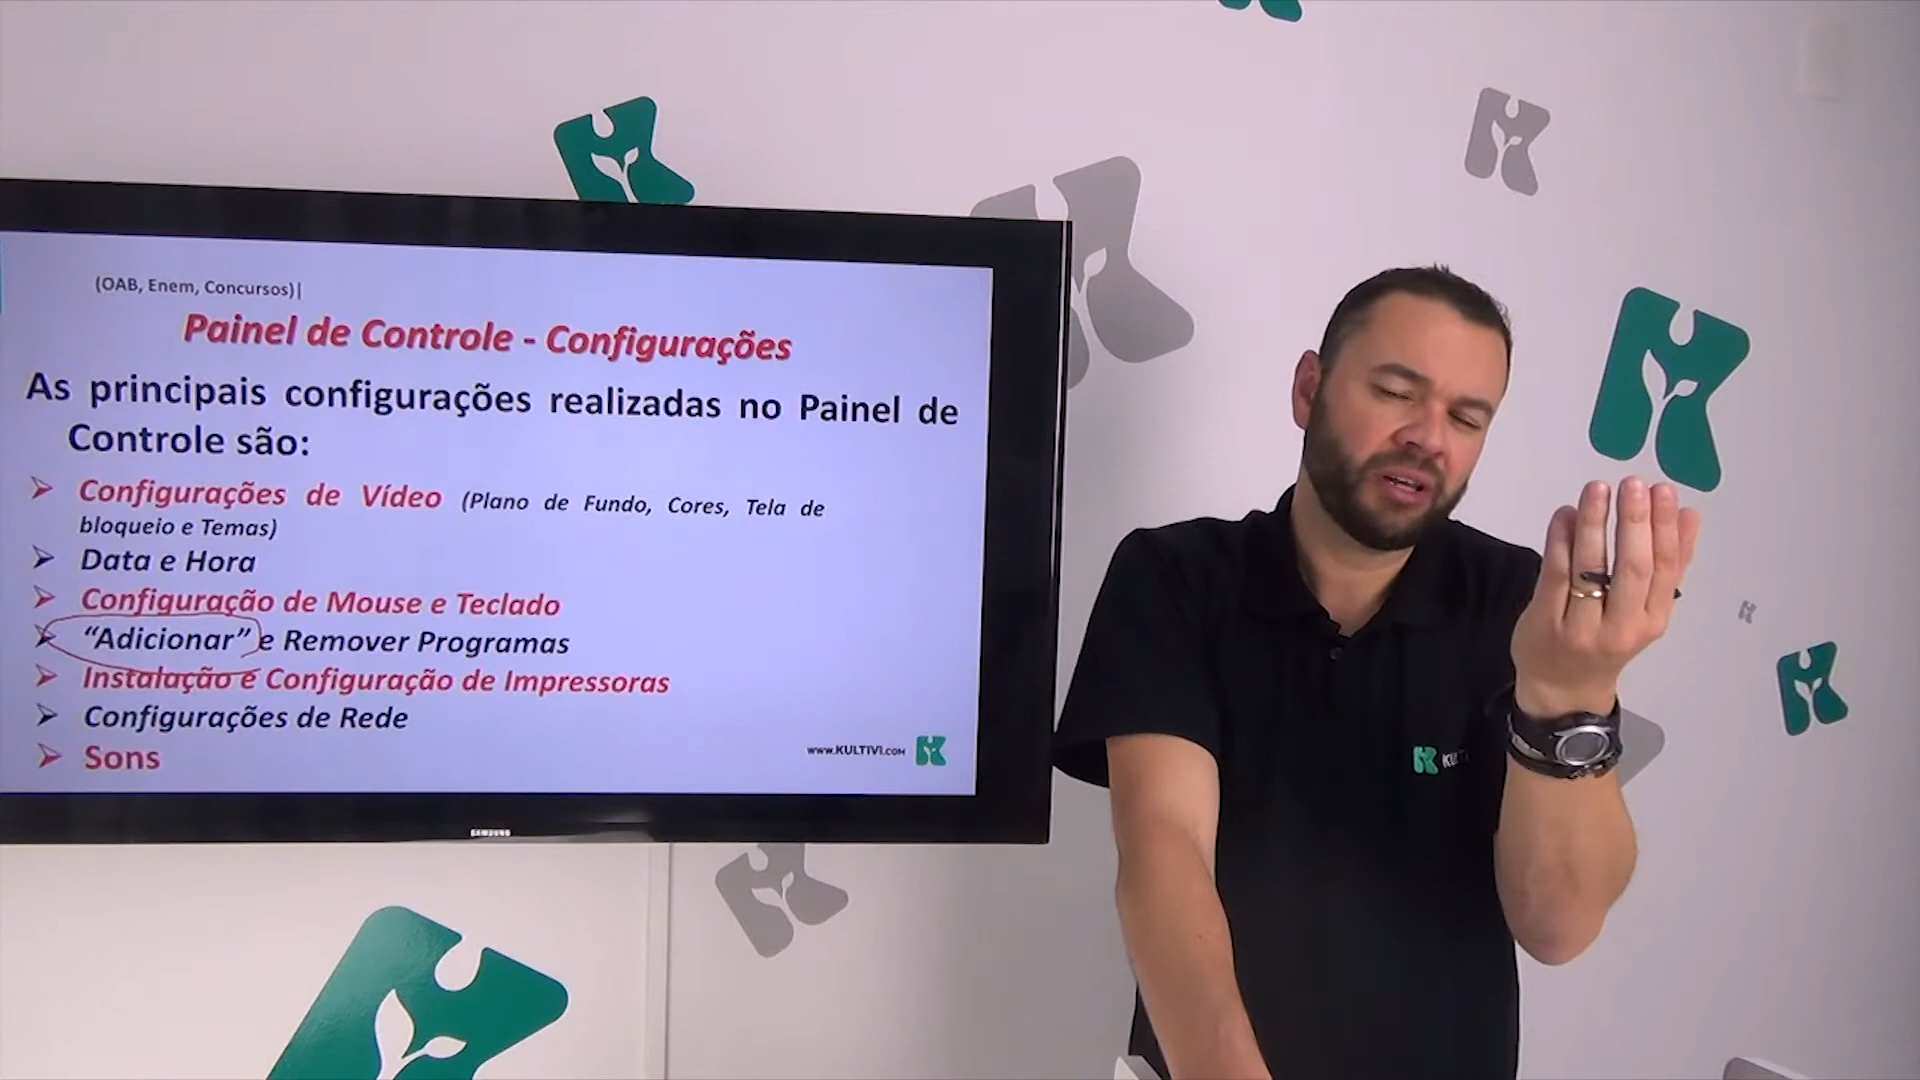 (OAB, Enem, Concursos)|
Painel de Controle - Configurações
As principais configurações realizadas no Painel de
Controle são:
Configurações de Vídeo (Plano de Fundo, Cores, Tela de
bloqueio e Temas)
Data e Hora
Configuração de Mouse e Teclado
“Adicionar” e Remover Programas
Instalação e Configuração de Impressoras
Configurações de Rede
Sons
www.KULTIVI.com
SAMSUNG